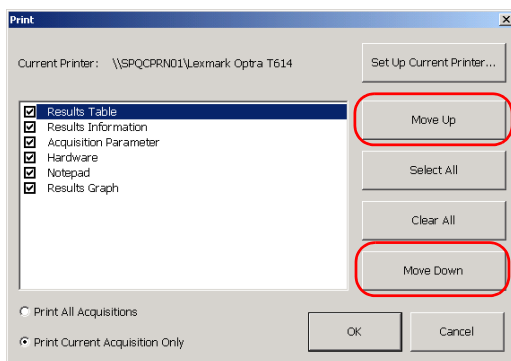 Print
Current Printer: \\SPQCPRN01\Lexmark Optra T614
Set Up Current Printer...
Results Table
Results Information
Acquisition Parameter
Hardware
Notepad
Results Graph
Move Up
Select All
Clear All
Move Down
Print All Acquisitions
Print Current Acquisition Only
OK
Cancel